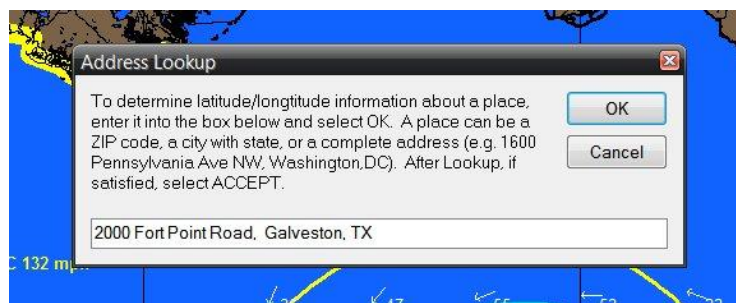 Address Lookup
To determine latitude/longtitude information about a place,
enter it into the box below and select OK. A place can be a
ZIP code, a city with state, or a complete address (e.g. 1600
Pennsylvania Ave NW, Washington,DC). After Lookup, if
satisfied, select ACCEPT.
OK
Cancel
2000 Fort Point Road, Galveston, TX
C 132 mph